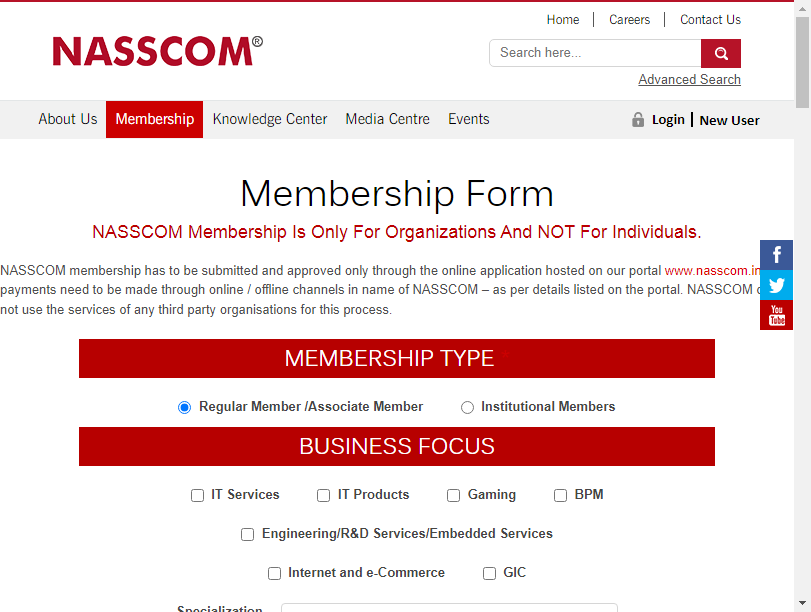 Home | Careers | Contact Us
NASSCOM®
Search here...
Advanced Search
About Us Membership Knowledge Center Media Centre Events Login | New User
Membership Form
NASSCOM Membership Is Only For Organizations And NOT For Individuals.
NASSCOM membership has to be submitted and approved only through the online application hosted on our portal www.nasscom.in
payments need to be made through online / offline channels in name of NASSCOM – as per details listed on the portal. NASSCOM
not use the services of any third party organisations for this process.
f
You Tube
MEMBERSHIP TYPE
Regular Member /Associate Member Institutional Members
BUSINESS FOCUS
IT Services IT Products Gaming BPM
Engineering/R&D Services/Embedded Services
Internet and e-Commerce GIC
Specialization